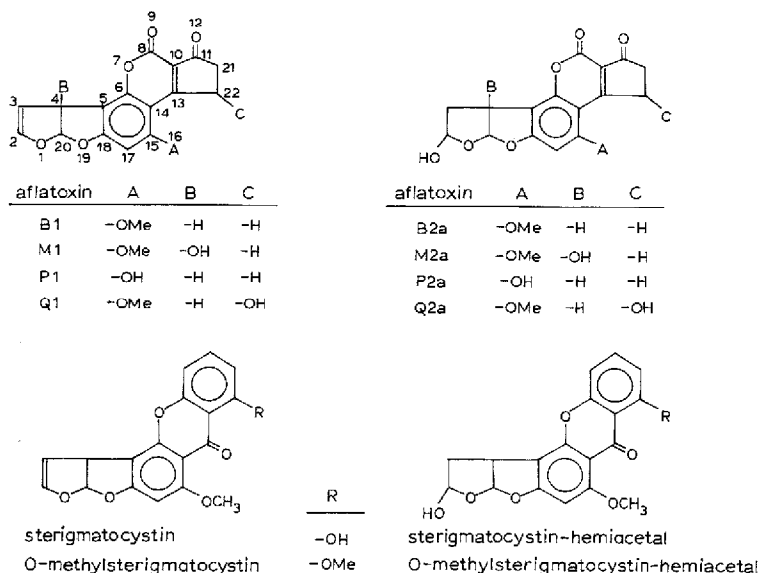 9
O
8
O
7
B
6
5
4
3
2
O
1
20
O
19
18
17
12
O
11
10
21
22
13
14
C
15
16
A
O
O
O
B
C
HO
O
O
A
aflatoxin A B C
B1 -OMe -H -H
M1 -OMe -OH -H
P1 -OH -H -H
Q1 -OMe -H -OH
aflatoxin A B C
B2a -OMe -H -H
M2a -OMe -OH -H
P2a -OH -H -H
Q2a -OMe -H -OH
R
O
O
O
O
OCH3
R
O
O
HO
O
O
OCH3
R
sterigmatocystin -OH sterigmatocystin-hemiacetal
O-methylsterigmatocystin -OMe O-methylsterigmatocystin-hemiacetal